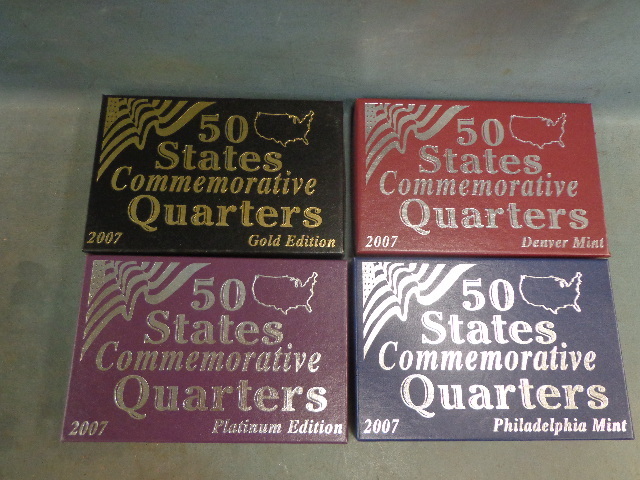 50
States
Commemorative
Quarters
2007 Gold Edition
50
States
Commemorative
Quarters
2007 Denver Mint
50
States
Commemorative
Quarters
2007 Platinum Edition
50
States
Commemorative
Quarters
2007 Philadelphia Mint